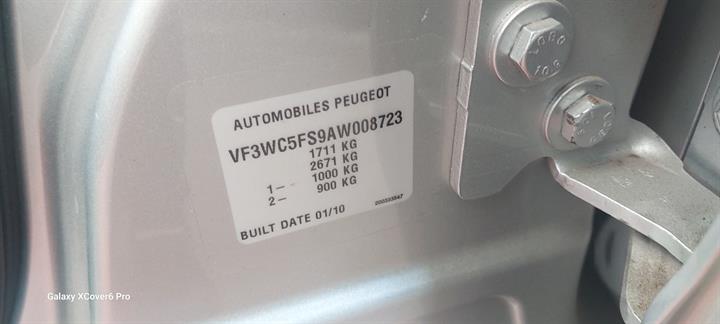 AUTOMOBILES PEUGEOT
VF3WC5FS9AW008723
1711 KG
2671 KG
1— 1000 KG
2— 900 KG
BUILT DATE 01/10
Galaxy XCover6 Pro